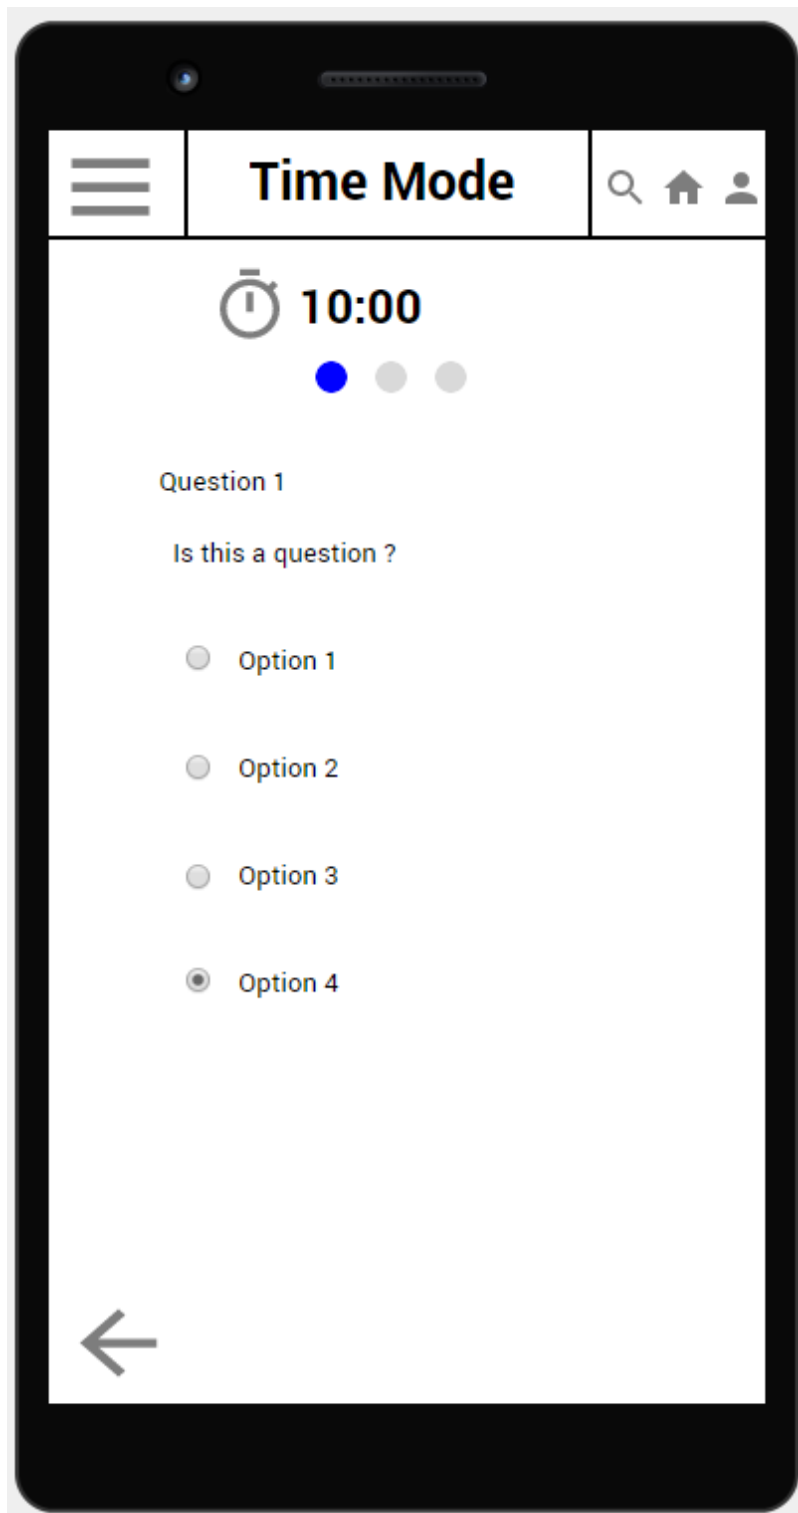 Time Mode
10:00
Question 1
Is this a question ?
Option 1
Option 2
Option 3
Option 4